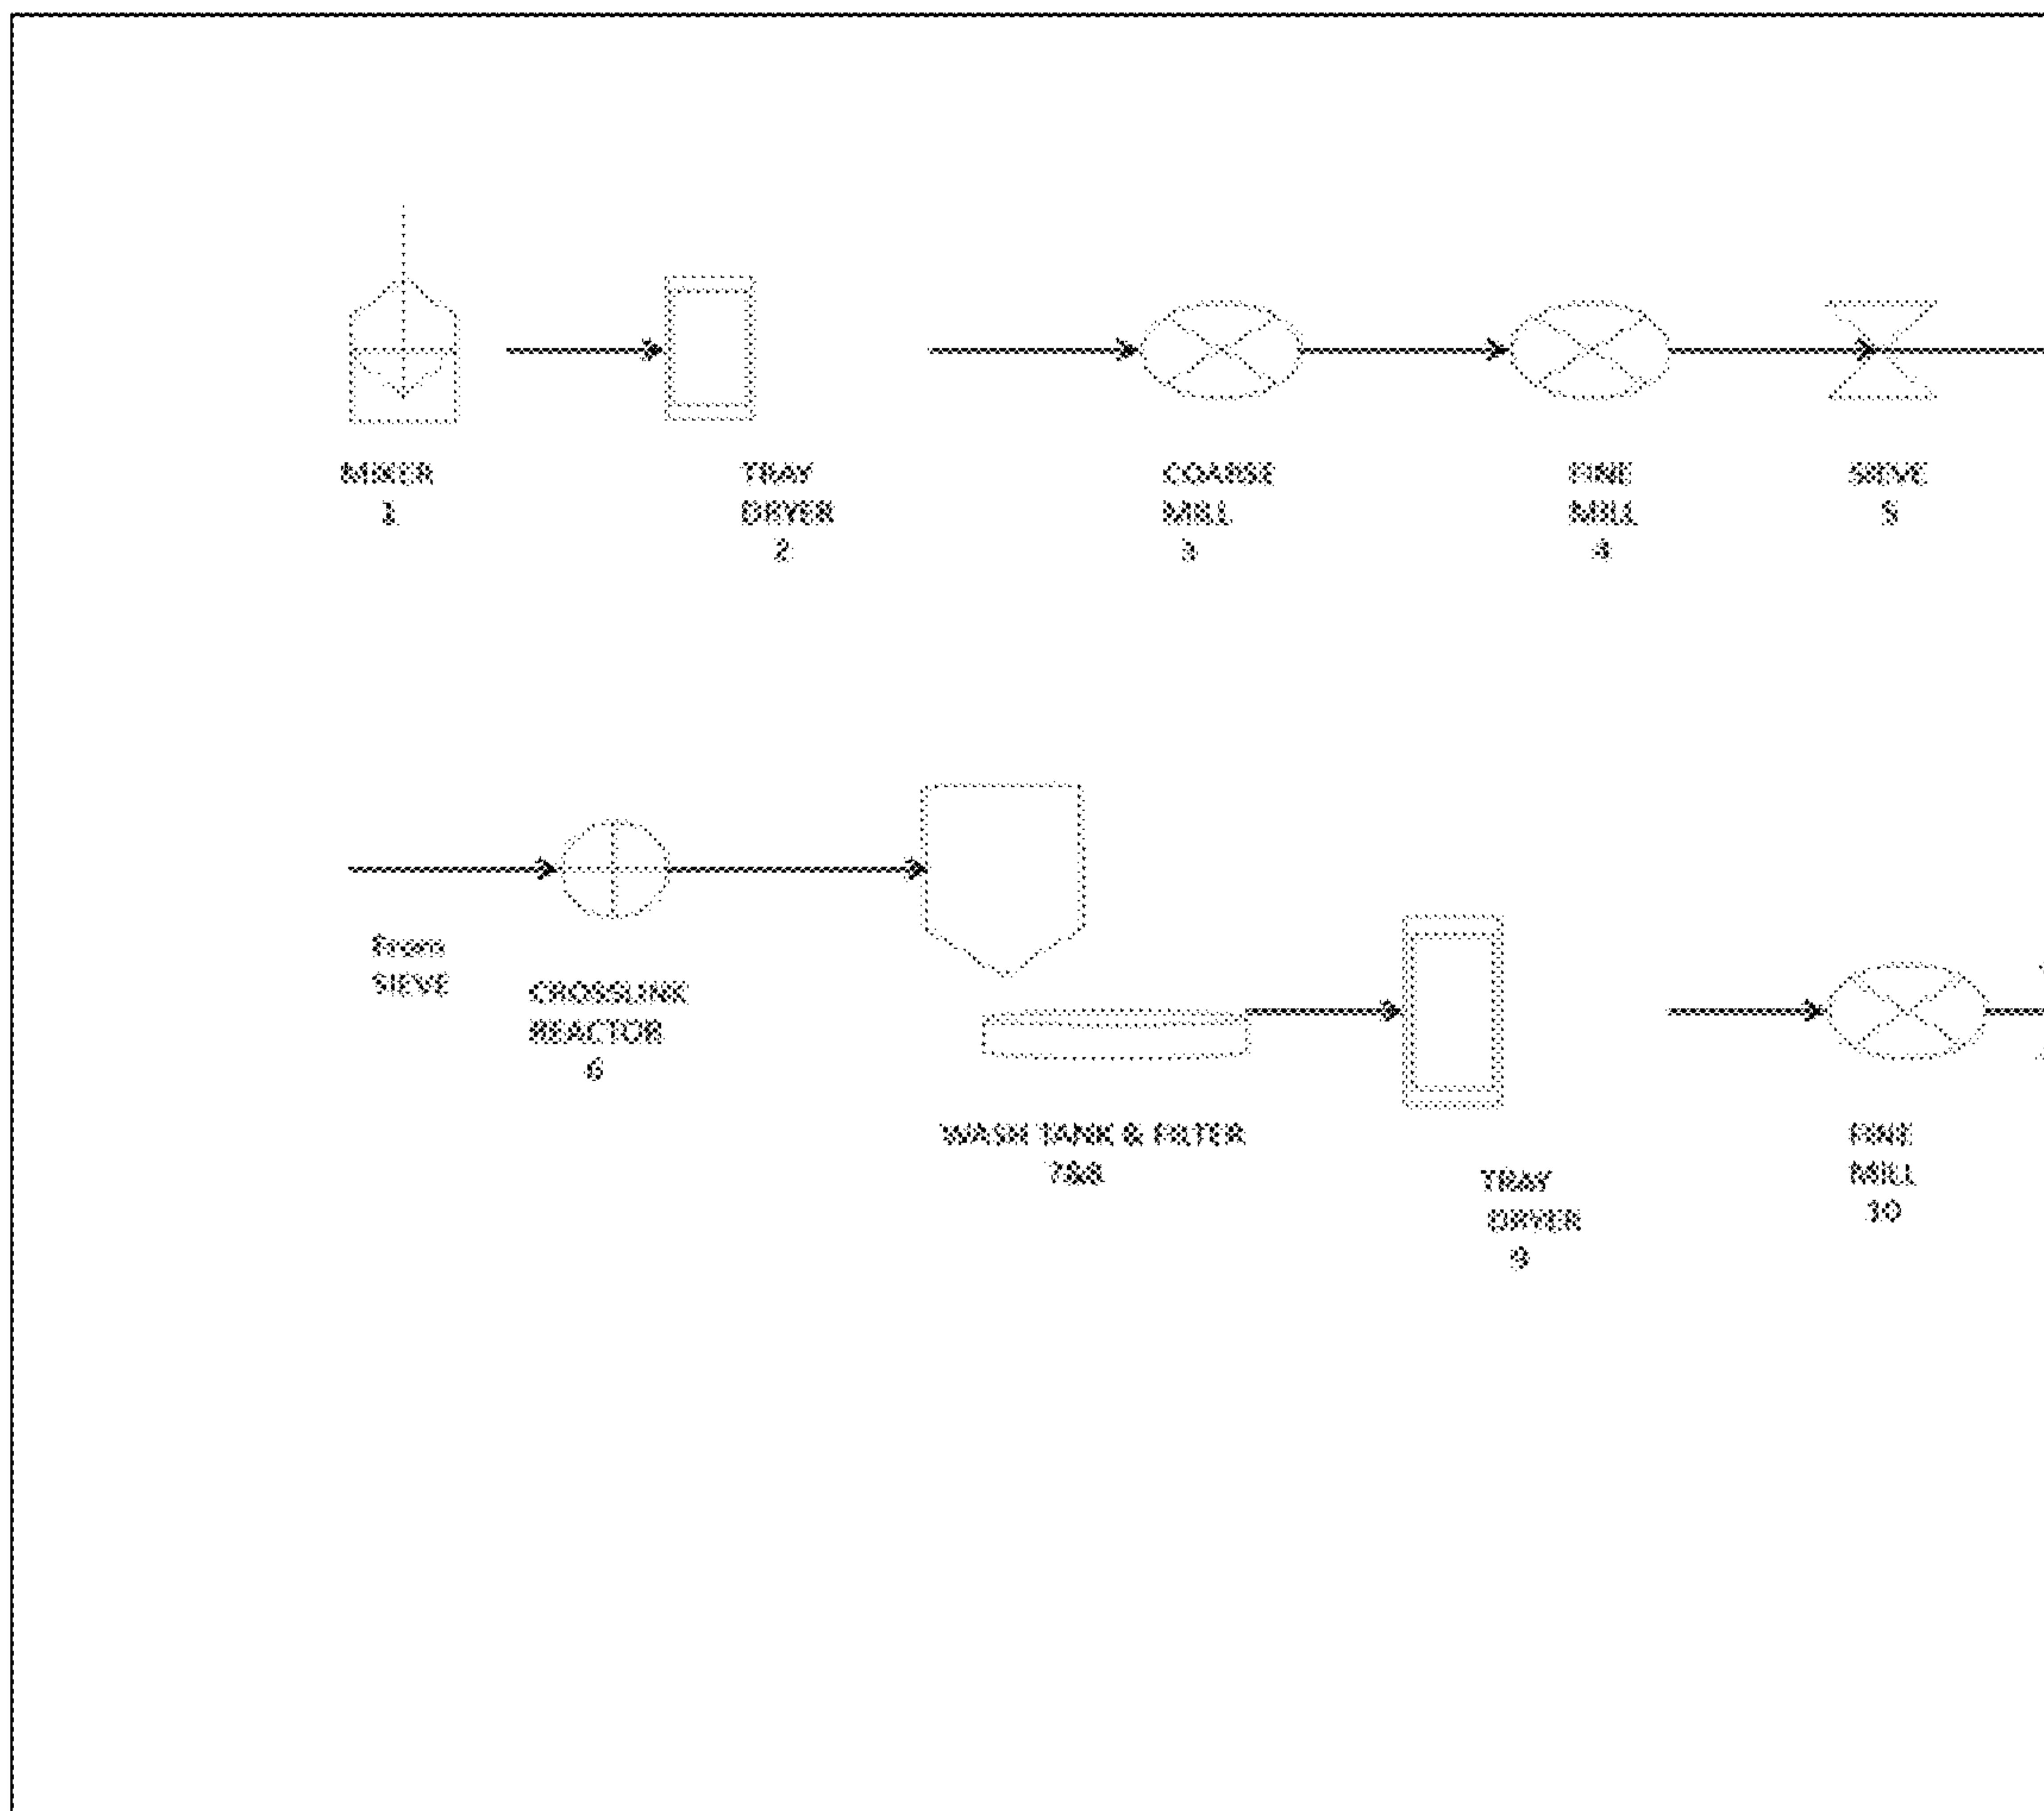 MIXER
1
TRAY
DRYER
2
COARSE
MILL
3
FINE
MILL
4
SIEVE
5
From
SIEVE
CROSSLINK
REACTOR
6
WASH TANK & FILTER
7&8
TRAY
DRYER
9
FINE
MILL
10